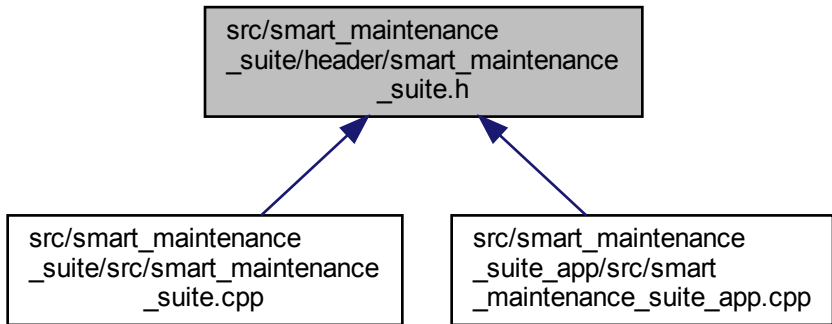 src/smart_maintenance
_suite/header/smart_maintenance
_suite.h
src/smart_maintenance
_suite/src/smart_maintenance
_suite.cpp
src/smart_maintenance
_suite_app/src/smart
_maintenance_suite_app.cpp